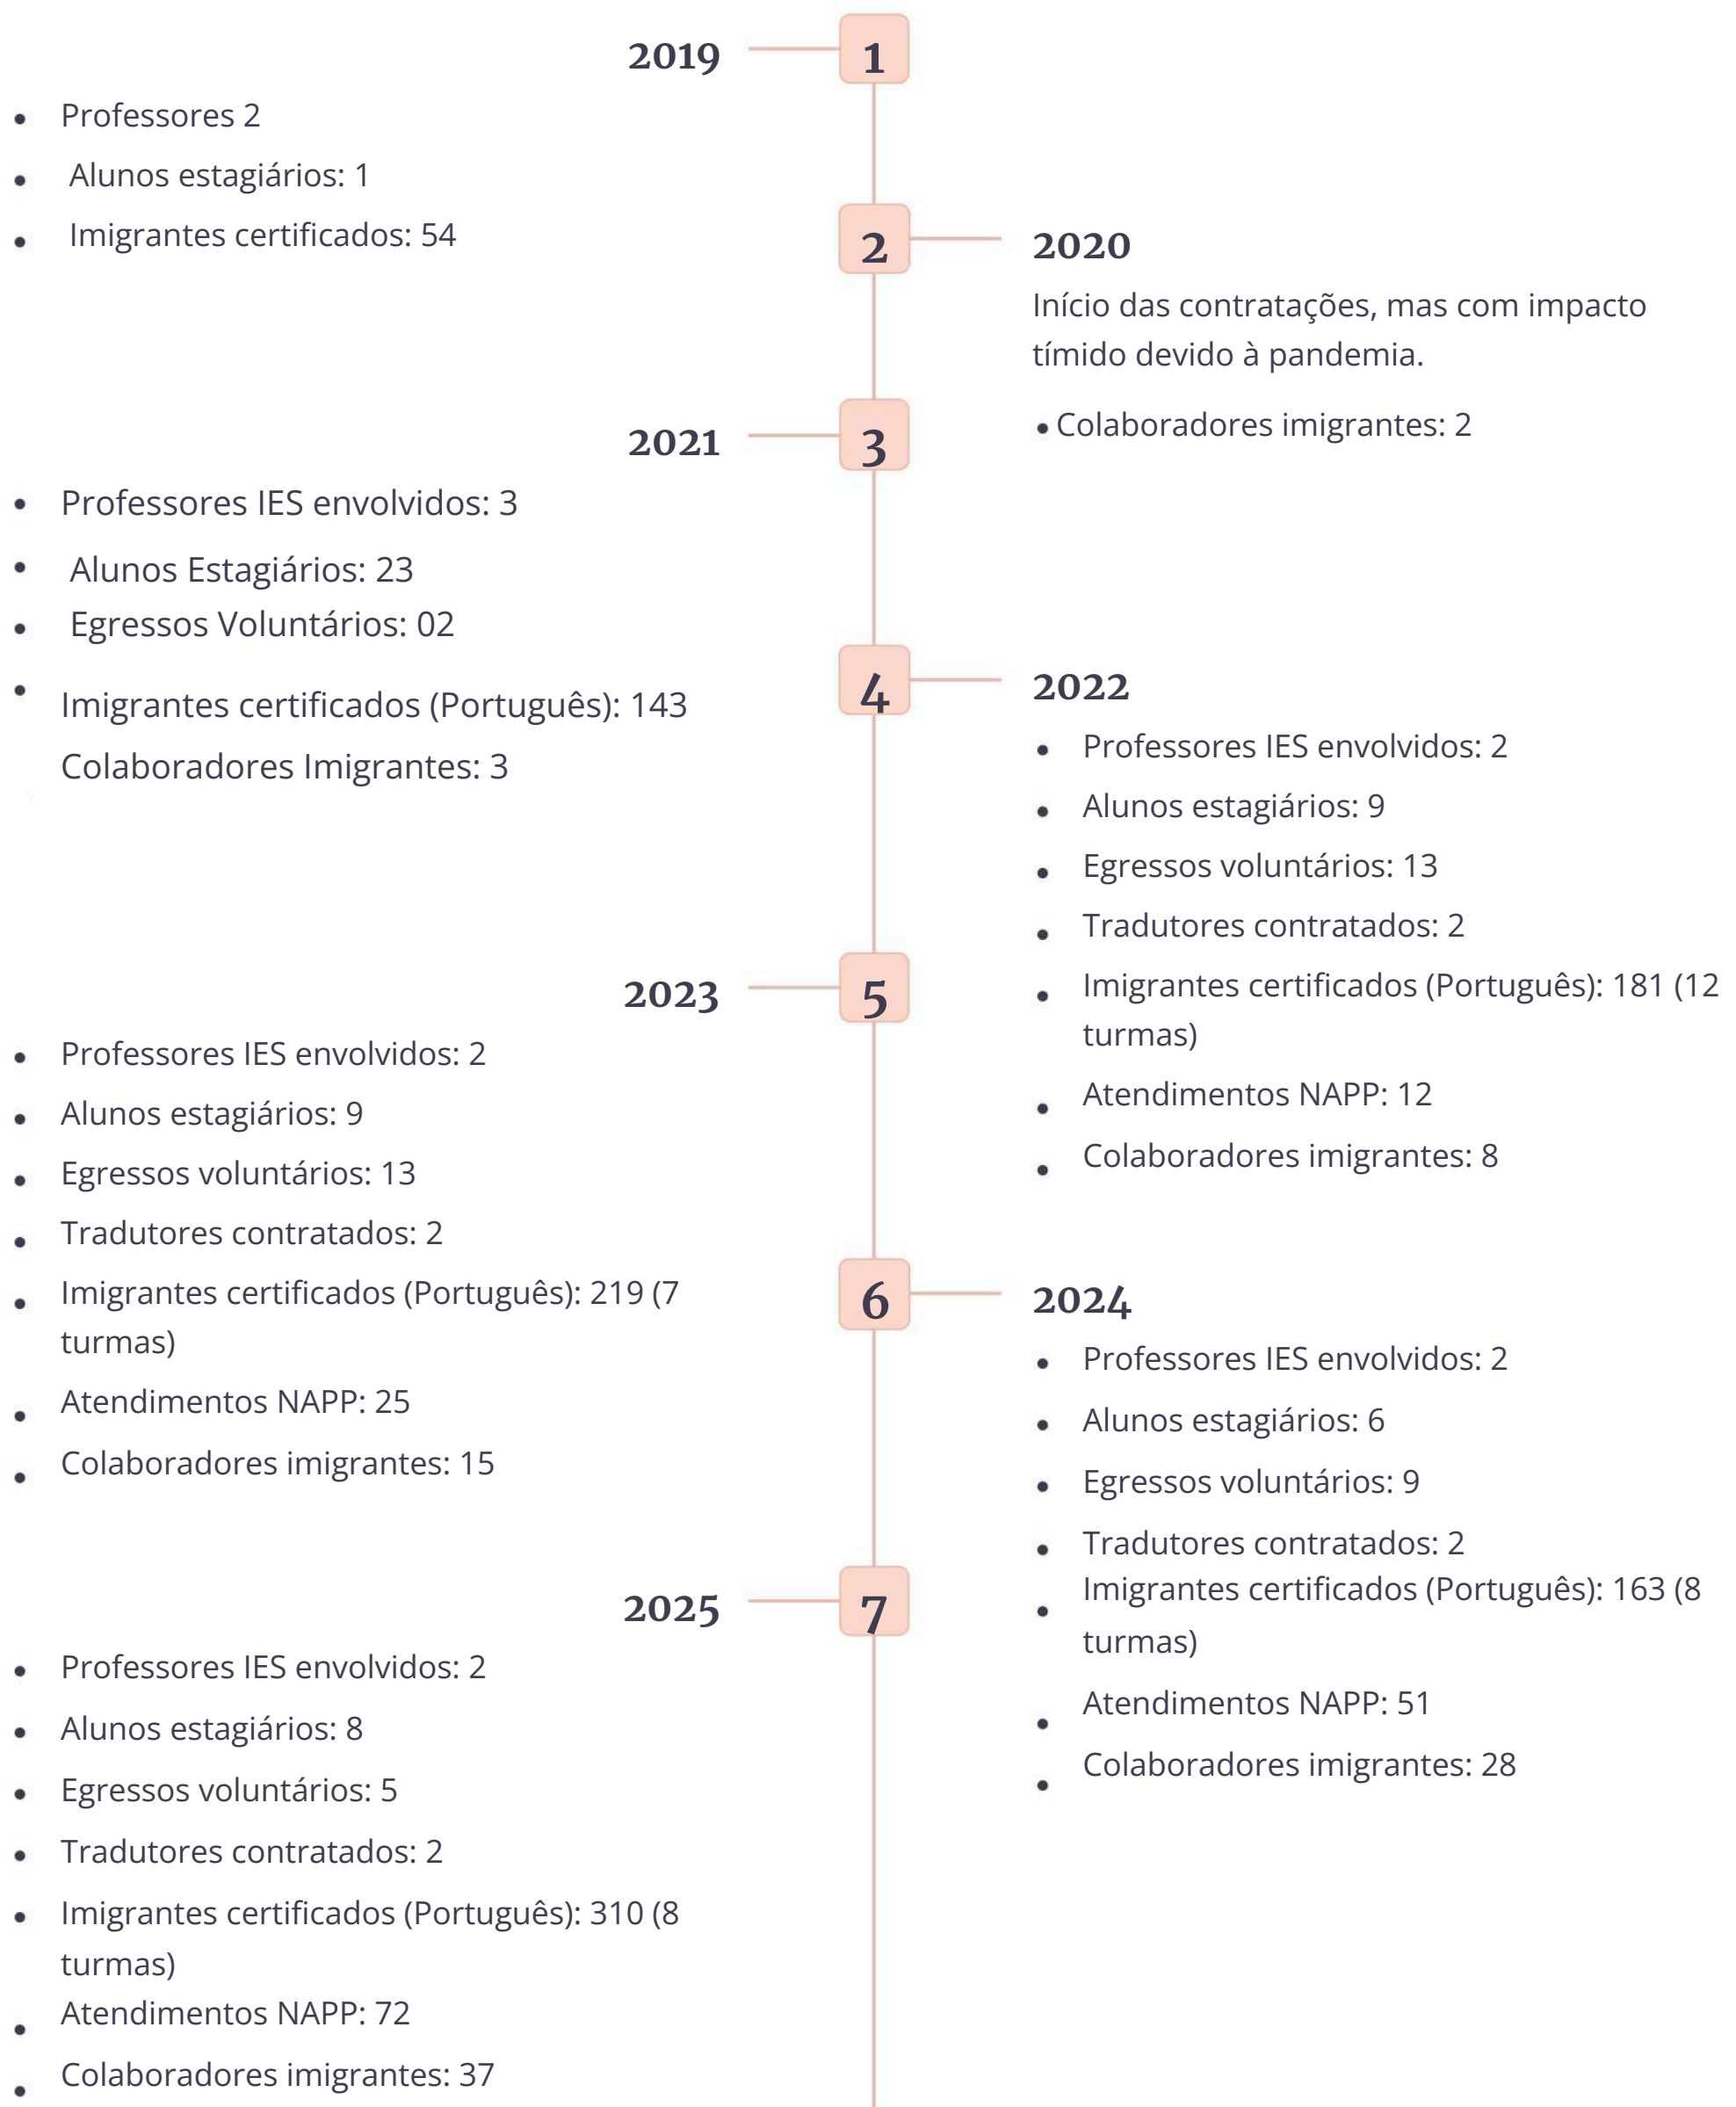 2019
1
• Professores 2
• Alunos estagiários: 1
• Imigrantes certificados: 54
2
2020
Início das contratações, mas com impacto
tímido devido à pandemia.
• Colaboradores imigrantes: 2
2021
3
• Professores IES envolvidos: 3
• Alunos Estagiários: 23
• Egressos Voluntários: 02
• Imigrantes certificados (Português): 143
Colaboradores Imigrantes: 3
4
2022
• Professores IES envolvidos: 2
• Alunos estagiários: 9
• Egressos voluntários: 13
• Tradutores contratados: 2
• Imigrantes certificados (Português): 181 (12
turmas)
• Atendimentos NAPP: 12
• Colaboradores imigrantes: 8
2023
5
• Professores IES envolvidos: 2
• Alunos estagiários: 9
• Egressos voluntários: 13
• Tradutores contratados: 2
• Imigrantes certificados (Português): 219 (7
turmas)
• Atendimentos NAPP: 25
• Colaboradores imigrantes: 15
6
2024
• Professores IES envolvidos: 2
• Alunos estagiários: 6
• Egressos voluntários: 9
• Tradutores contratados: 2
• Imigrantes certificados (Português): 163 (8
turmas)
• Atendimentos NAPP: 51
• Colaboradores imigrantes: 28
2025
7
• Professores IES envolvidos: 2
• Alunos estagiários: 8
• Egressos voluntários: 5
• Tradutores contratados: 2
• Imigrantes certificados (Português): 310 (8
turmas)
• Atendimentos NAPP: 72
• Colaboradores imigrantes: 37